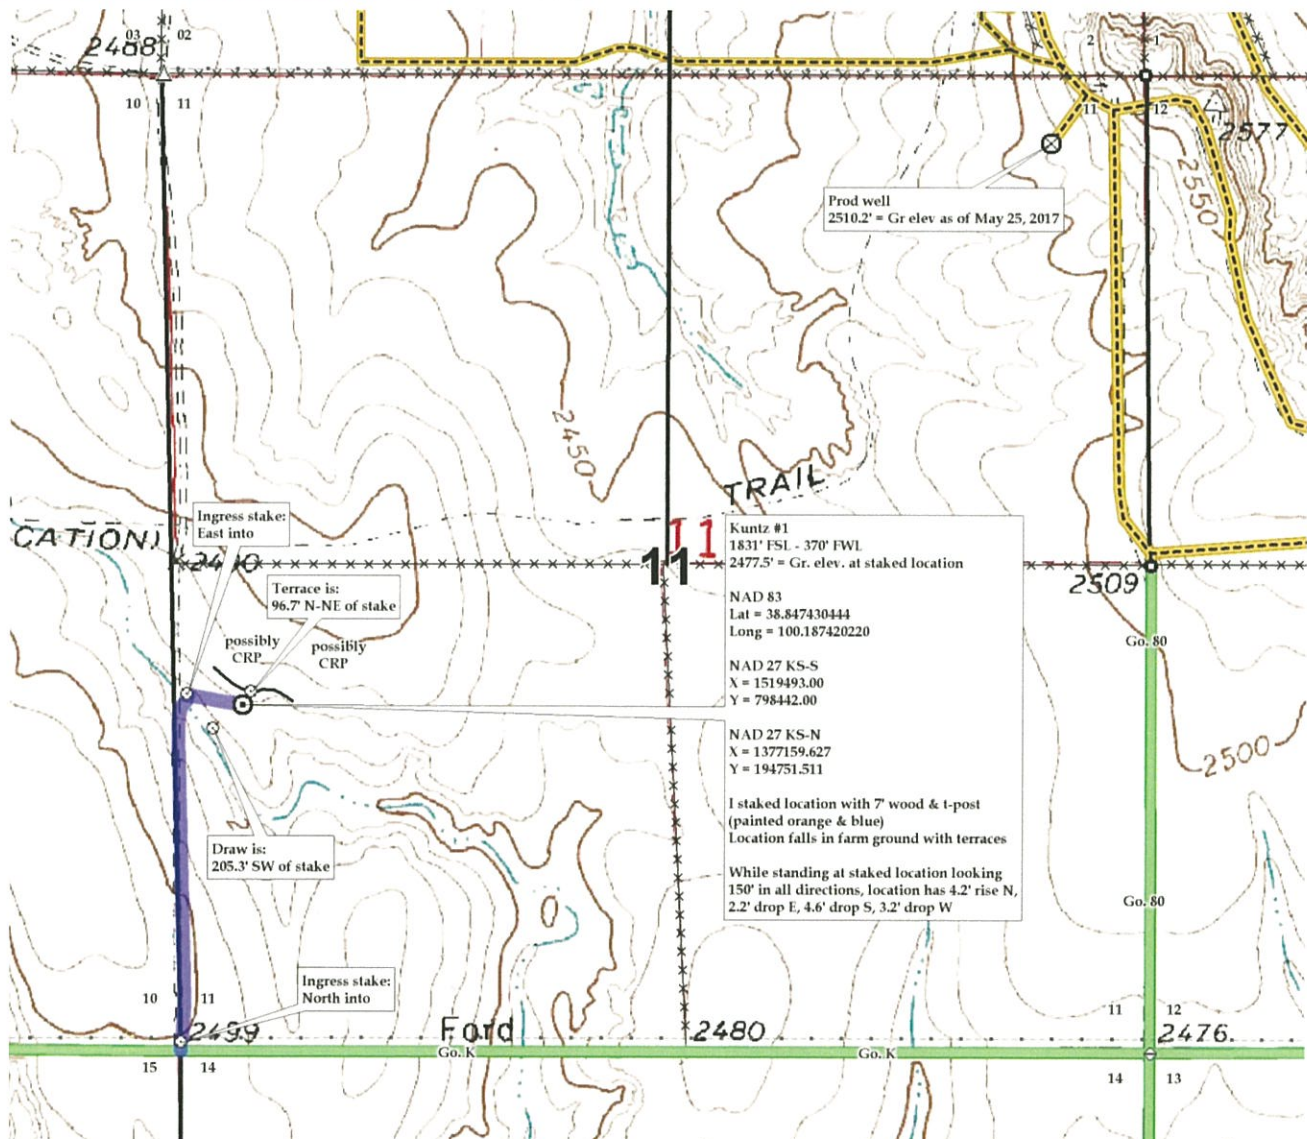 03 02
2468
2 1
10 11
11 12
2577
2550
Prod well
2510.2' = Gr elev as of May 25, 2017
2450
TRAIL
CATION)
Ingress stake:
East into
11
11
2509
Terrace is:
96.7' N-NE of stake
possibly
CRP
possibly
CRP
Kuntz #1
1831' FSL - 370' FWL
2477.5' = Gr. elev. at staked location
NAD 83
Lat = 38.847430444
Long = 100.187420220
NAD 27 KS-S
X = 1519493.00
Y = 798442.00
NAD 27 KS-N
X = 1377159.627
Y = 194751.511
I staked location with 7' wood & t-post
(painted orange & blue)
Location falls in farm ground with terraces
While standing at staked location looking
150' in all directions, location has 4.2' rise N,
2.2' drop E, 4.6' drop S, 3.2' drop W
Go. 80
2500
Draw is:
205.3' SW of stake
Go. 80
Ingress stake:
North into
10 11
11 12
2499
Ford
2480
2476
Go. K
Go. K
15 14
14 13